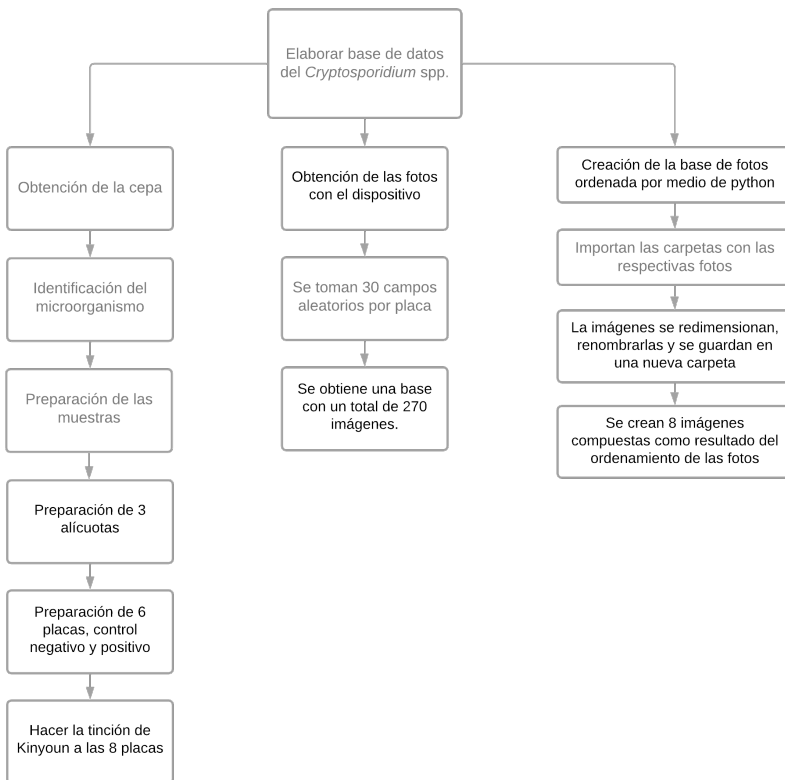 Elaborar base de datos
del Cryptosporidium spp.
Obtención de la cepa
Identificación del
microorganismo
Preparación de las
muestras
Preparación de 3
alícuotas
Preparación de 6
placas, control
negativo y positivo
Hacer la tinción de
Kinyoun a las 8 placas
Obtención de las fotos
con el dispositivo
Se toman 30 campos
aleatorios por placa
Se obtiene una base
con un total de 270
imágenes.
Creación de la base de fotos
ordenada por medio de python
Importan las carpetas con las
respectivas fotos
La imágenes se redimensionan,
renombrarlas y se guardan en
una nueva carpeta
Se crean 8 imágenes
compuestas como resultado del
ordenamiento de las fotos